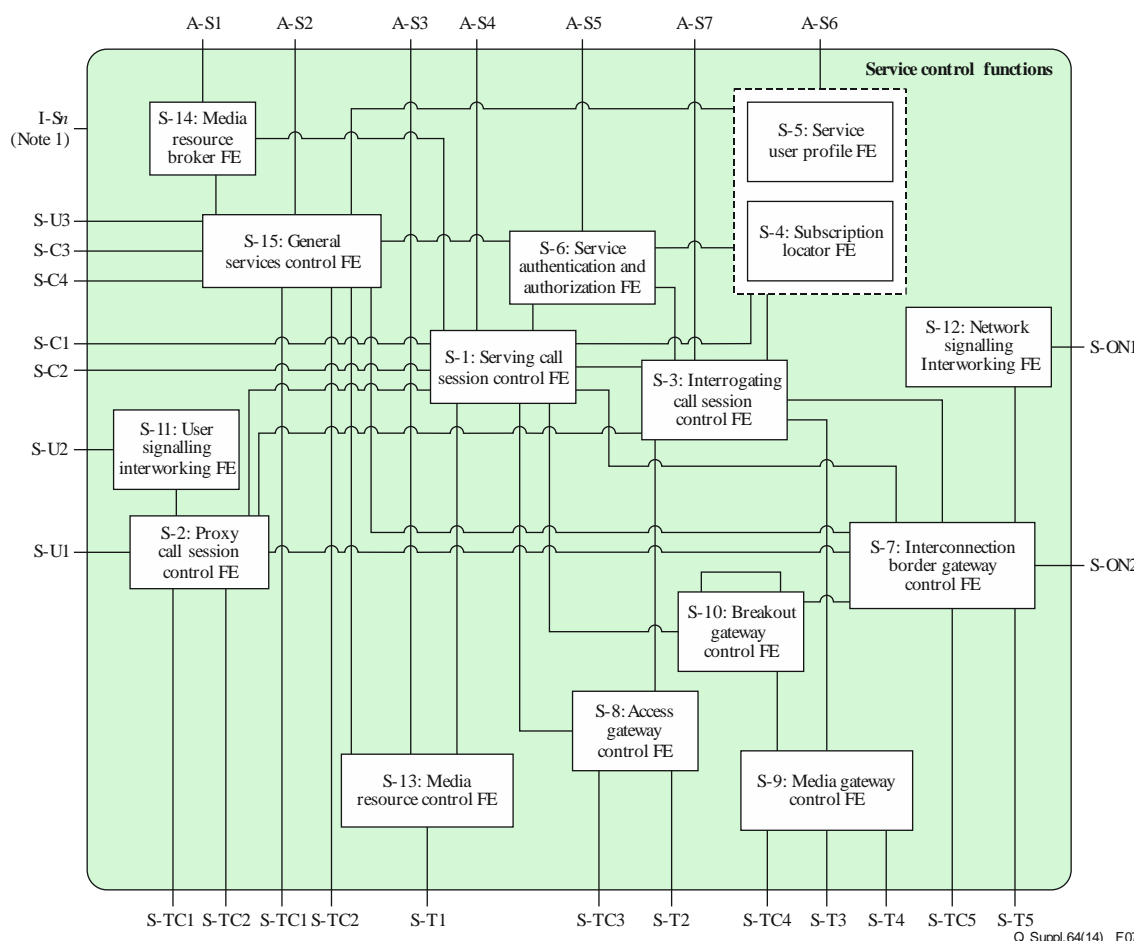 A-S1
A-S2
A-S3
A-S4
A-S5
A-S7
A-S6
Service control functions
I-Sn
(Note 1)
S-14: Media
resource
broker FE
S-5: Service
user profile FE
S-U3
S-C3
S-C4
S-15: General
services control FE
S-6: Service
authentication and
authorization FE
S-4: Subscription
locator FE
S-C1
S-C2
S-1: Serving call
session control FE
S-3: Interrogating
call session
control FE
S-12: Network
signalling
Interworking FE
S-ON1
S-U2
S-11: User
signalling
interworking FE
S-U1
S-2: Proxy
call session
control FE
S-7: Interconnection
border gateway
control FE
S-ON2
S-10: Breakout
gateway
control FE
S-8: Access
gateway
control FE
S-13: Media
resource control FE
S-9: Media gateway
control FE
S-TC1
S-TC2
S-TC1
S-TC2
S-T1
S-TC3
S-T2
S-TC4
S-T3
S-T4
S-TC5
S-T5